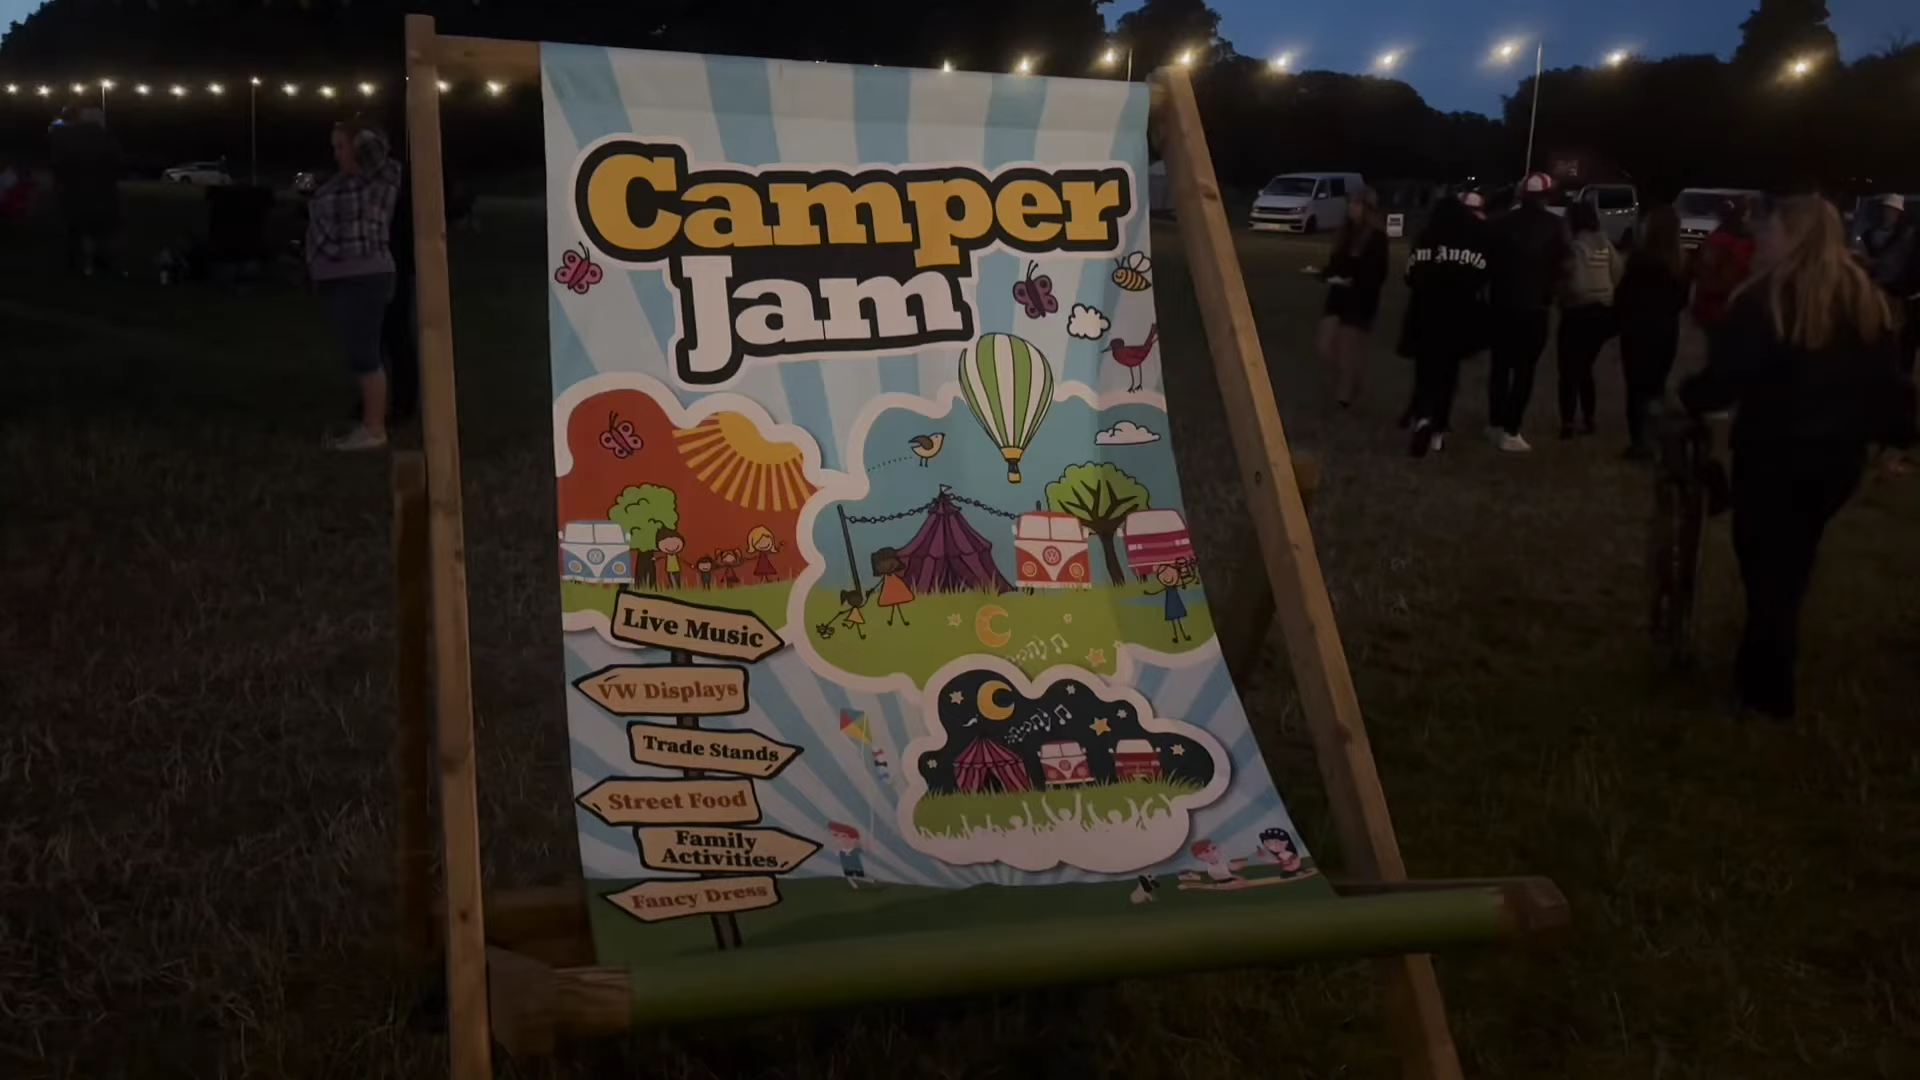 Camper
Jam
Live Music
VW Displays
Trade Stands
Street Food
Family
Activities
Fancy Dress